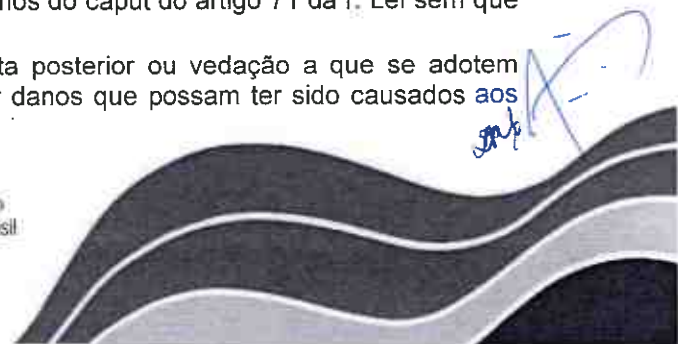 nos do caput do artigo 71 da r. Lei sem que
ta posterior ou vedação a que se adotem
r danos que possam ter sido causados aos
sil